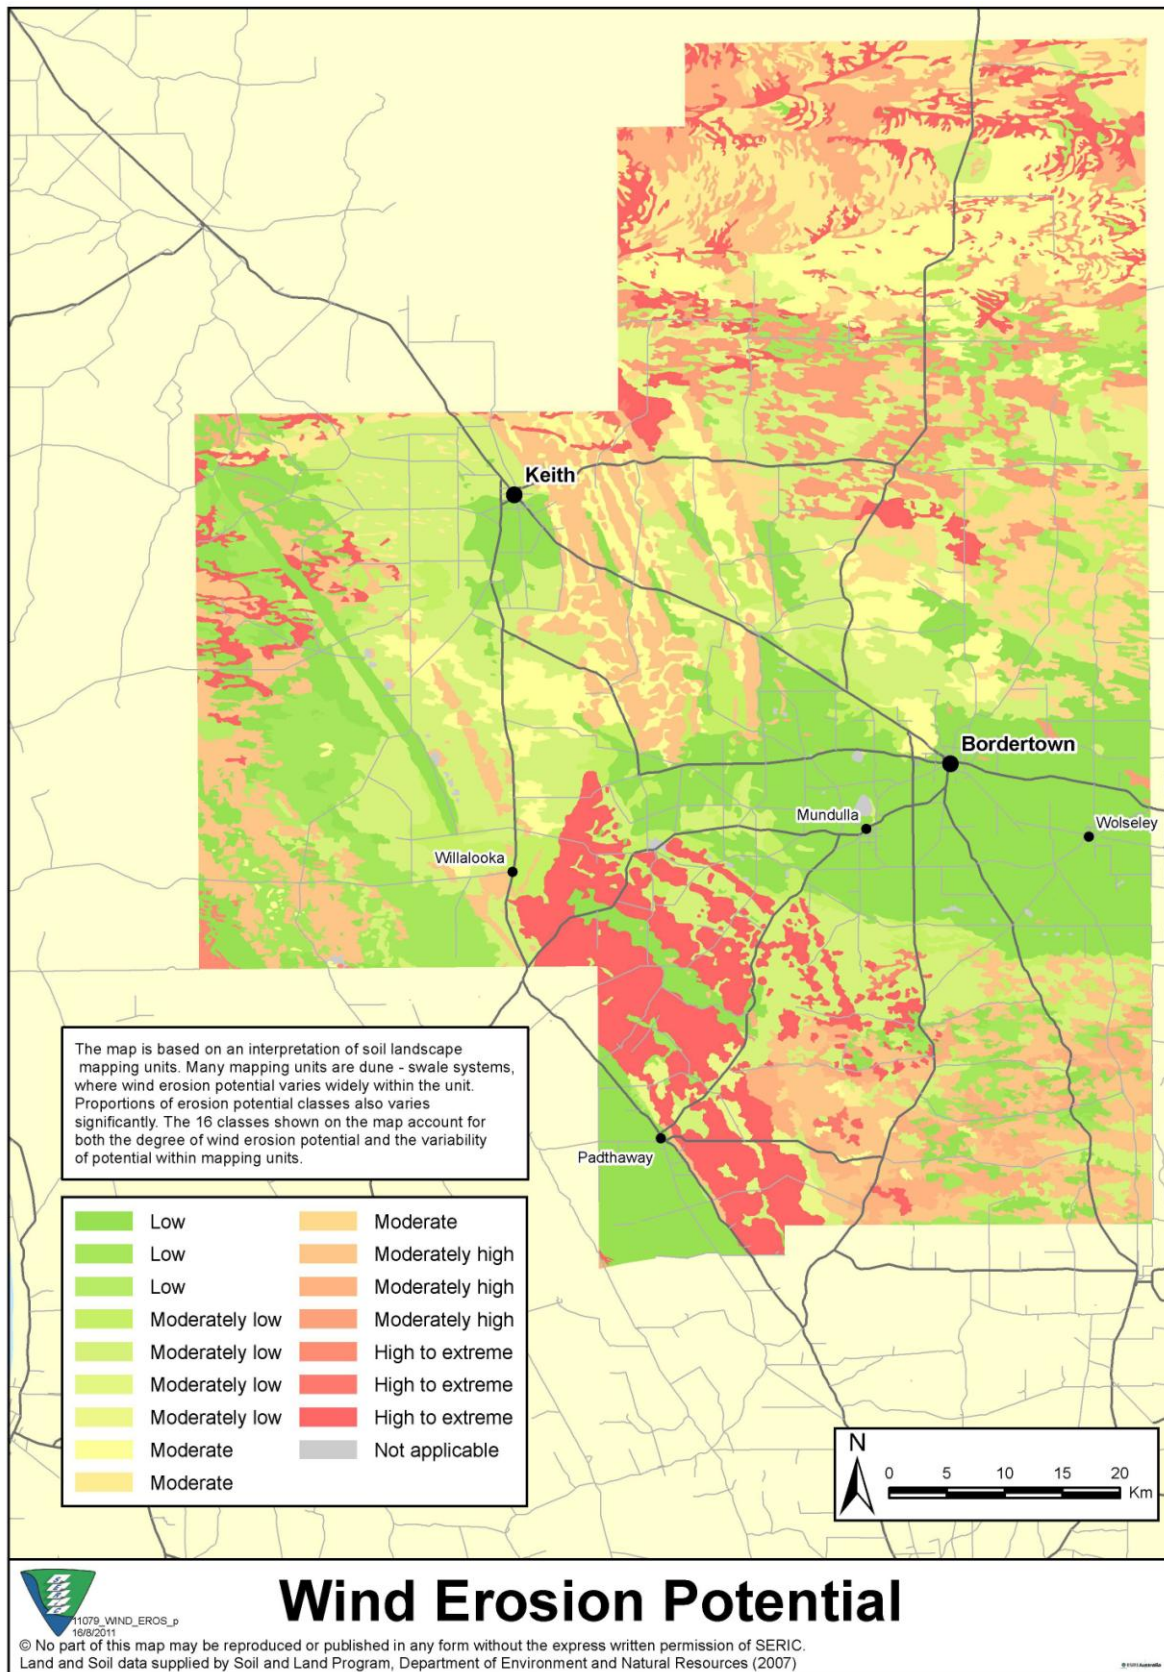 Keith
Bordertown
Mundulla
Wolseley
Willalooka
Padthaway
The map is based on an interpretation of soil landscape
mapping units. Many mapping units are dune - swale systems,
where wind erosion potential varies widely within the unit.
Proportions of erosion potential classes also varies
significantly. The 16 classes shown on the map account for
both the degree of wind erosion potential and the variability
of potential within mapping units.
Low
Low
Low
Moderately low
Moderately low
Moderately low
Moderately low
Moderate
Moderate
Moderate
Moderately high
Moderately high
Moderately high
High to extreme
High to extreme
High to extreme
Not applicable
N
0 5 10 15 20
Km
Wind Erosion Potential
11079_WIND_EROS_p
16/8/2011
© No part of this map may be reproduced or published in any form without the express written permission of SERIC.
Land and Soil data supplied by Soil and Land Program, Department of Environment and Natural Resources (2007)